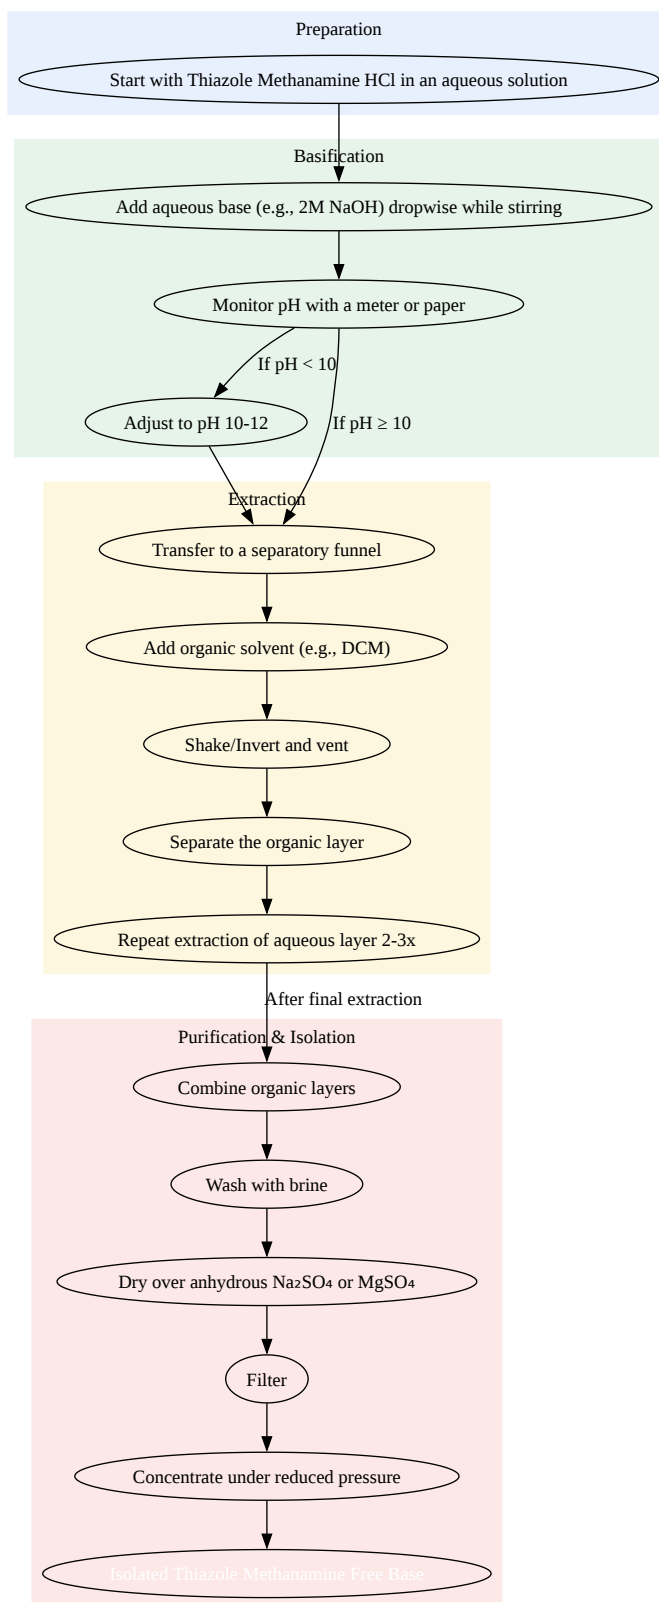 Preparation
Start with Thiazole Methanamine HCl in an aqueous solution
Basification
Add aqueous base (e.g., 2M NaOH) dropwise while stirring
Monitor pH with a meter or paper
If pH < 10
Adjust to pH 10-12
If pH ≥ 10
Extraction
Transfer to a separatory funnel
Add organic solvent (e.g., DCM)
Shake/Invert and vent
Separate the organic layer
Repeat extraction of aqueous layer 2-3x
After final extraction
Purification & Isolation
Combine organic layers
Wash with brine
Dry over anhydrous Na₂SO₄ or MgSO₄
Filter
Concentrate under reduced pressure
Isolated Thiazole Methanamine Free Base